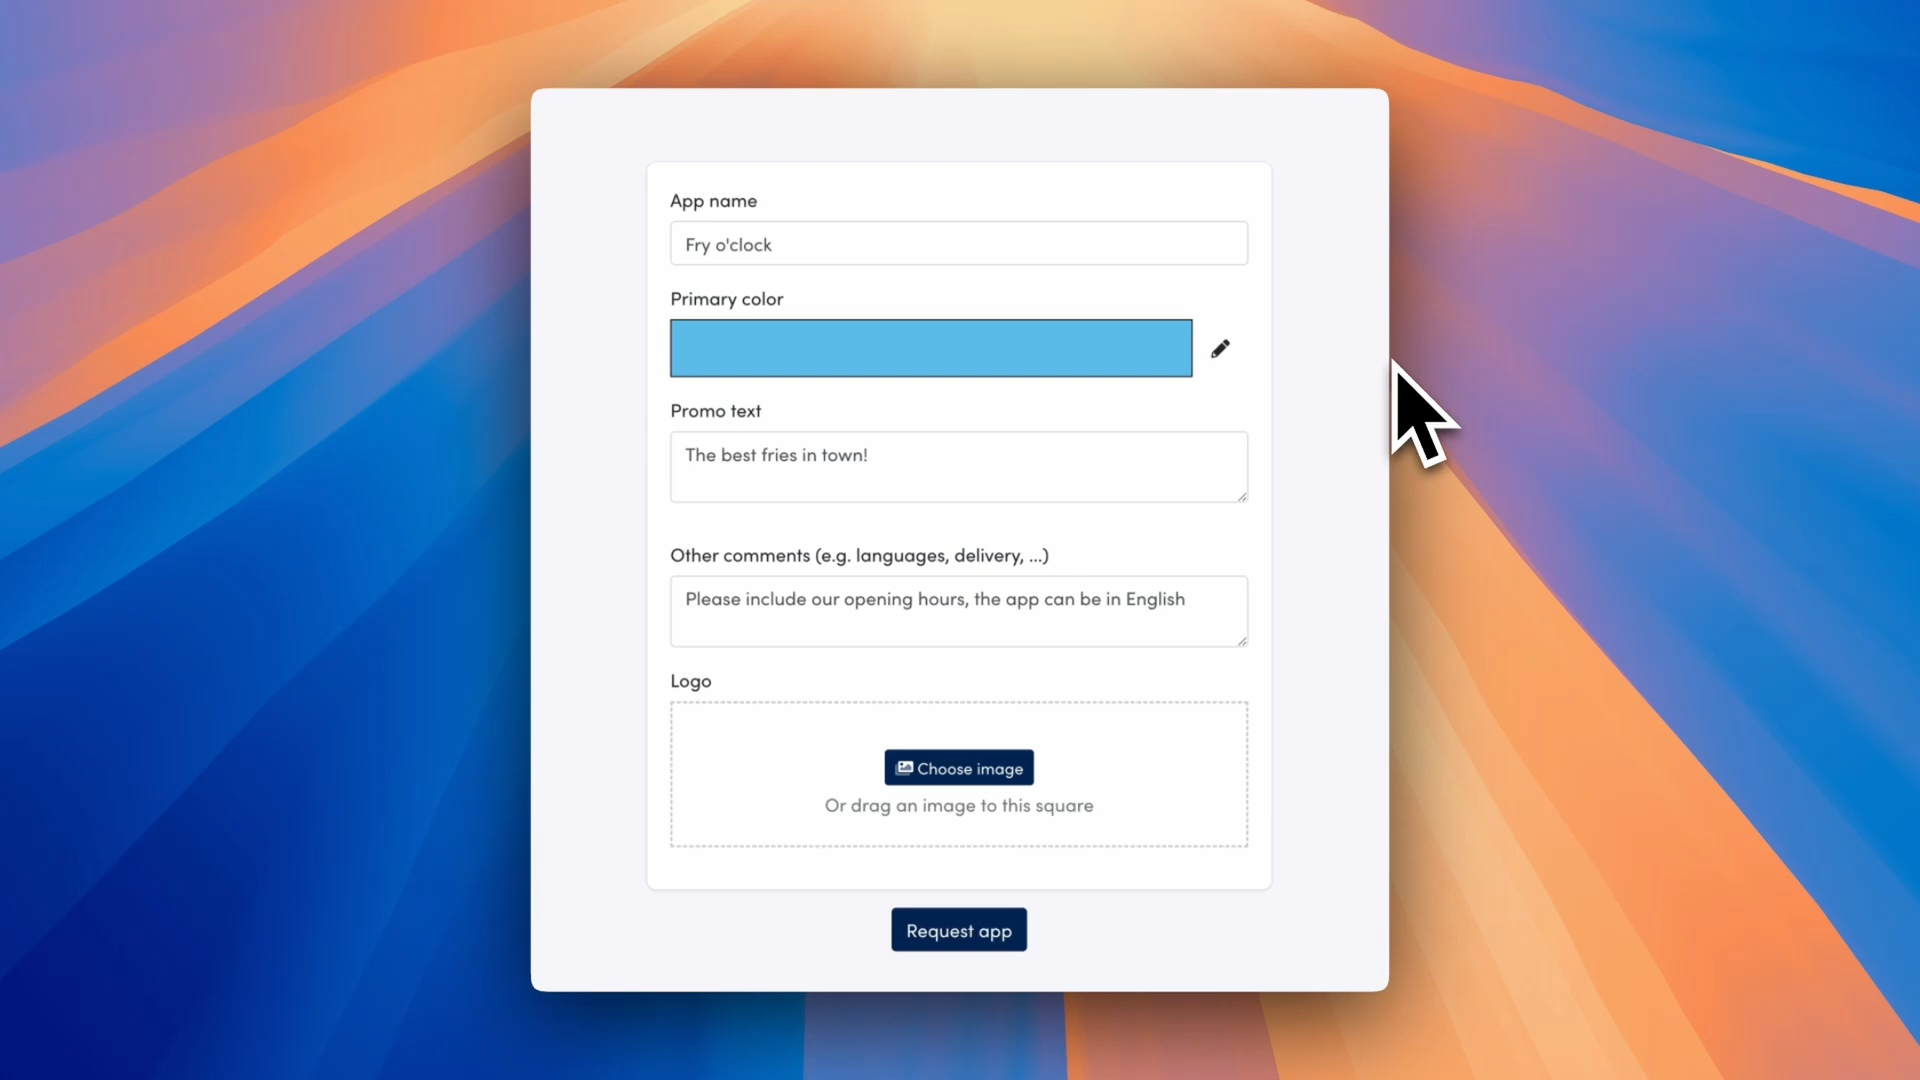 App name
Fry o'clock
Primary color
Promo text
The best fries in town!
Other comments (e.g. languages, delivery, ...)
Please include our opening hours, the app can be in English
Logo
Choose image
Or drag an image to this square
Request app